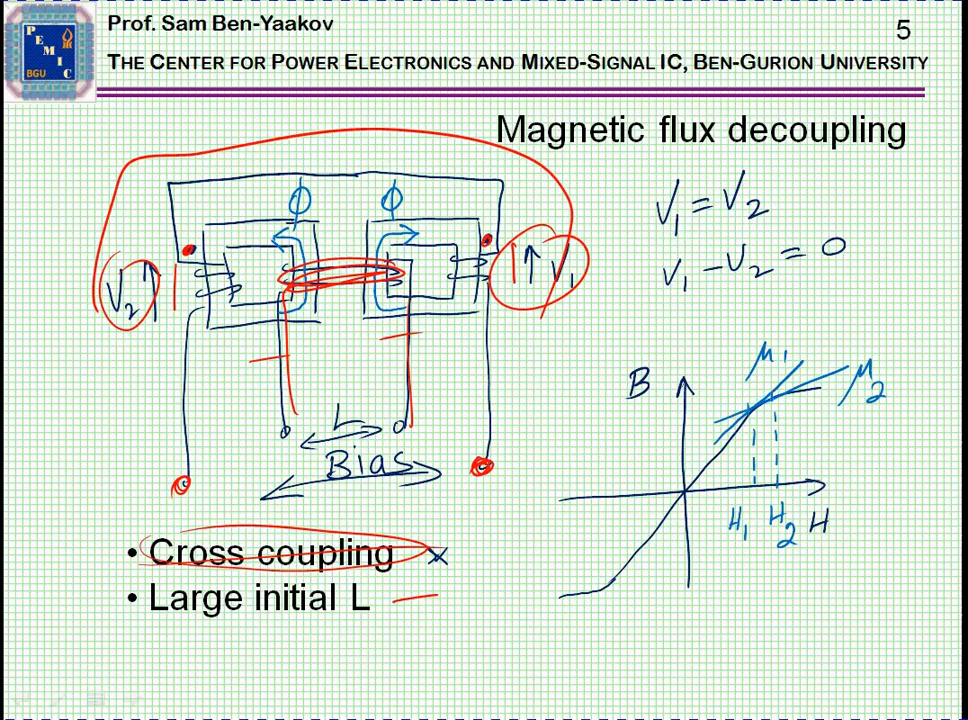 Prof. Sam Ben-Yaakov
5
THE CENTER FOR POWER ELECTRONICS AND MIXED-SIGNAL IC, BEN-GURION UNIVERSITY
P
E
M
I
C
BGU
Magnetic flux decoupling
ϕ ϕ
V₁ = V₂
V₁ - V₂ = 0
V₂
V₁
L
Bias
B
μ₁
μ₂
H₁ H₂ H
• Cross coupling x
• Large initial L